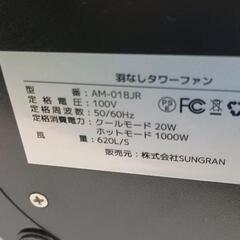 羽なしタワーファン
型 番：AM-018JR
定格電圧：100V
定格周波数：50/60Hz
定格消費電力：クールモード 20W
ホットモード 1000W
風 量：620L/S
販売元：株式会社SUNGRAN
PS
E
FC